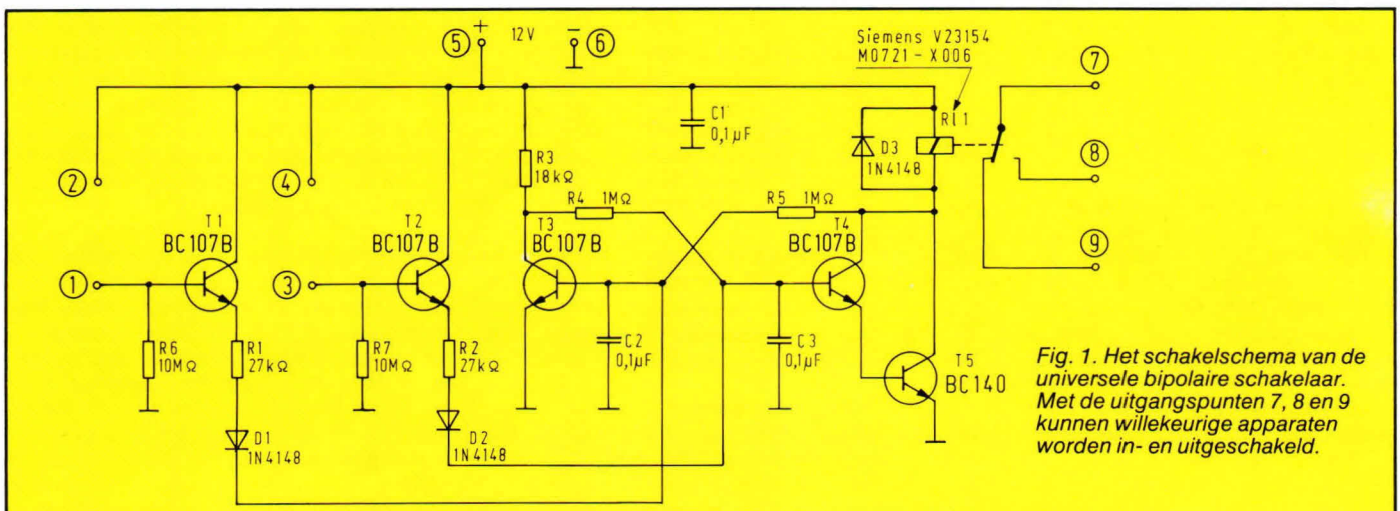 5
+
12V
−
6
Siemens V23154
M0721-X006
7
Rl1
C1
0,1µF
D3
1N4148
8
R3
18kΩ
2
4
R4 1MΩ
R5 1MΩ
T1
BC107B
T2
BC107B
T3
BC107B
T4
BC107B
9
1
3
R6
10MΩ
R1
27kΩ
R7
10MΩ
R2
27kΩ
C2
0,1µF
C3
0,1µF
T5
BC140
D1
1N4148
D2
1N4148
Fig. 1. Het schakelschema van de
universele bipolaire schakelaar.
Met de uitgangspunten 7, 8 en 9
kunnen willekeurige apparaten
worden in- en uitgeschakeld.